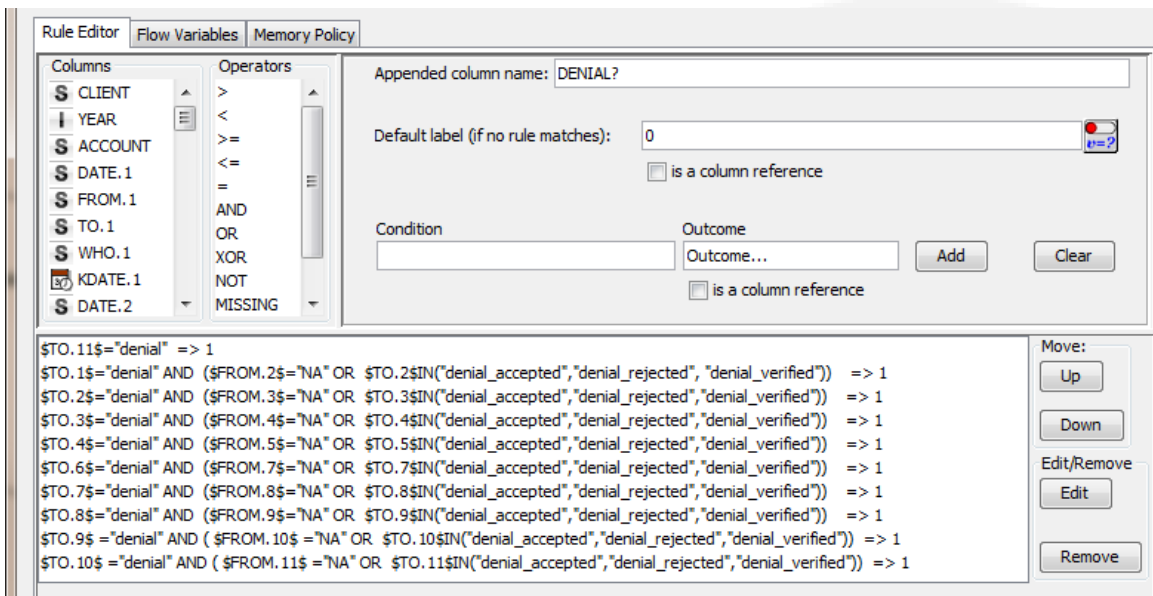 Rule Editor Flow Variables Memory Policy
Columns
S CLIENT
I YEAR
S ACCOUNT
S DATE.1
S FROM.1
S TO.1
S WHO.1
KDATE.1
S DATE.2
Operators
>
<
>=
<=
=
AND
OR
XOR
NOT
MISSING
Appended column name: DENIAL?
Default label (if no rule matches): 0 v=?
is a column reference
Condition Outcome
Outcome... Add Clear
is a column reference
$TO.11$="denial" => 1
$TO.1$="denial" AND ($FROM.2$="NA" OR $TO.2$IN("denial_accepted","denial_rejected", "denial_verified")) => 1
$TO.2$="denial" AND ($FROM.3$="NA" OR $TO.3$IN("denial_accepted","denial_rejected","denial_verified")) => 1
$TO.3$="denial" AND ($FROM.4$="NA" OR $TO.4$IN("denial_accepted","denial_rejected","denial_verified")) => 1
$TO.4$="denial" AND ($FROM.5$="NA" OR $TO.5$IN("denial_accepted","denial_rejected","denial_verified")) => 1
$TO.6$="denial" AND ($FROM.7$="NA" OR $TO.7$IN("denial_accepted","denial_rejected","denial_verified")) => 1
$TO.7$="denial" AND ($FROM.8$="NA" OR $TO.8$IN("denial_accepted","denial_rejected","denial_verified")) => 1
$TO.8$="denial" AND ($FROM.9$="NA" OR $TO.9$IN("denial_accepted","denial_rejected","denial_verified")) => 1
$TO.9$ ="denial" AND ( $FROM.10$ ="NA" OR $TO.10$IN("denial_accepted","denial_rejected","denial_verified")) => 1
$TO.10$ ="denial" AND ( $FROM.11$ ="NA" OR $TO.11$IN("denial_accepted","denial_rejected","denial_verified")) => 1
Move:
Up
Down
Edit/Remove
Edit
Remove